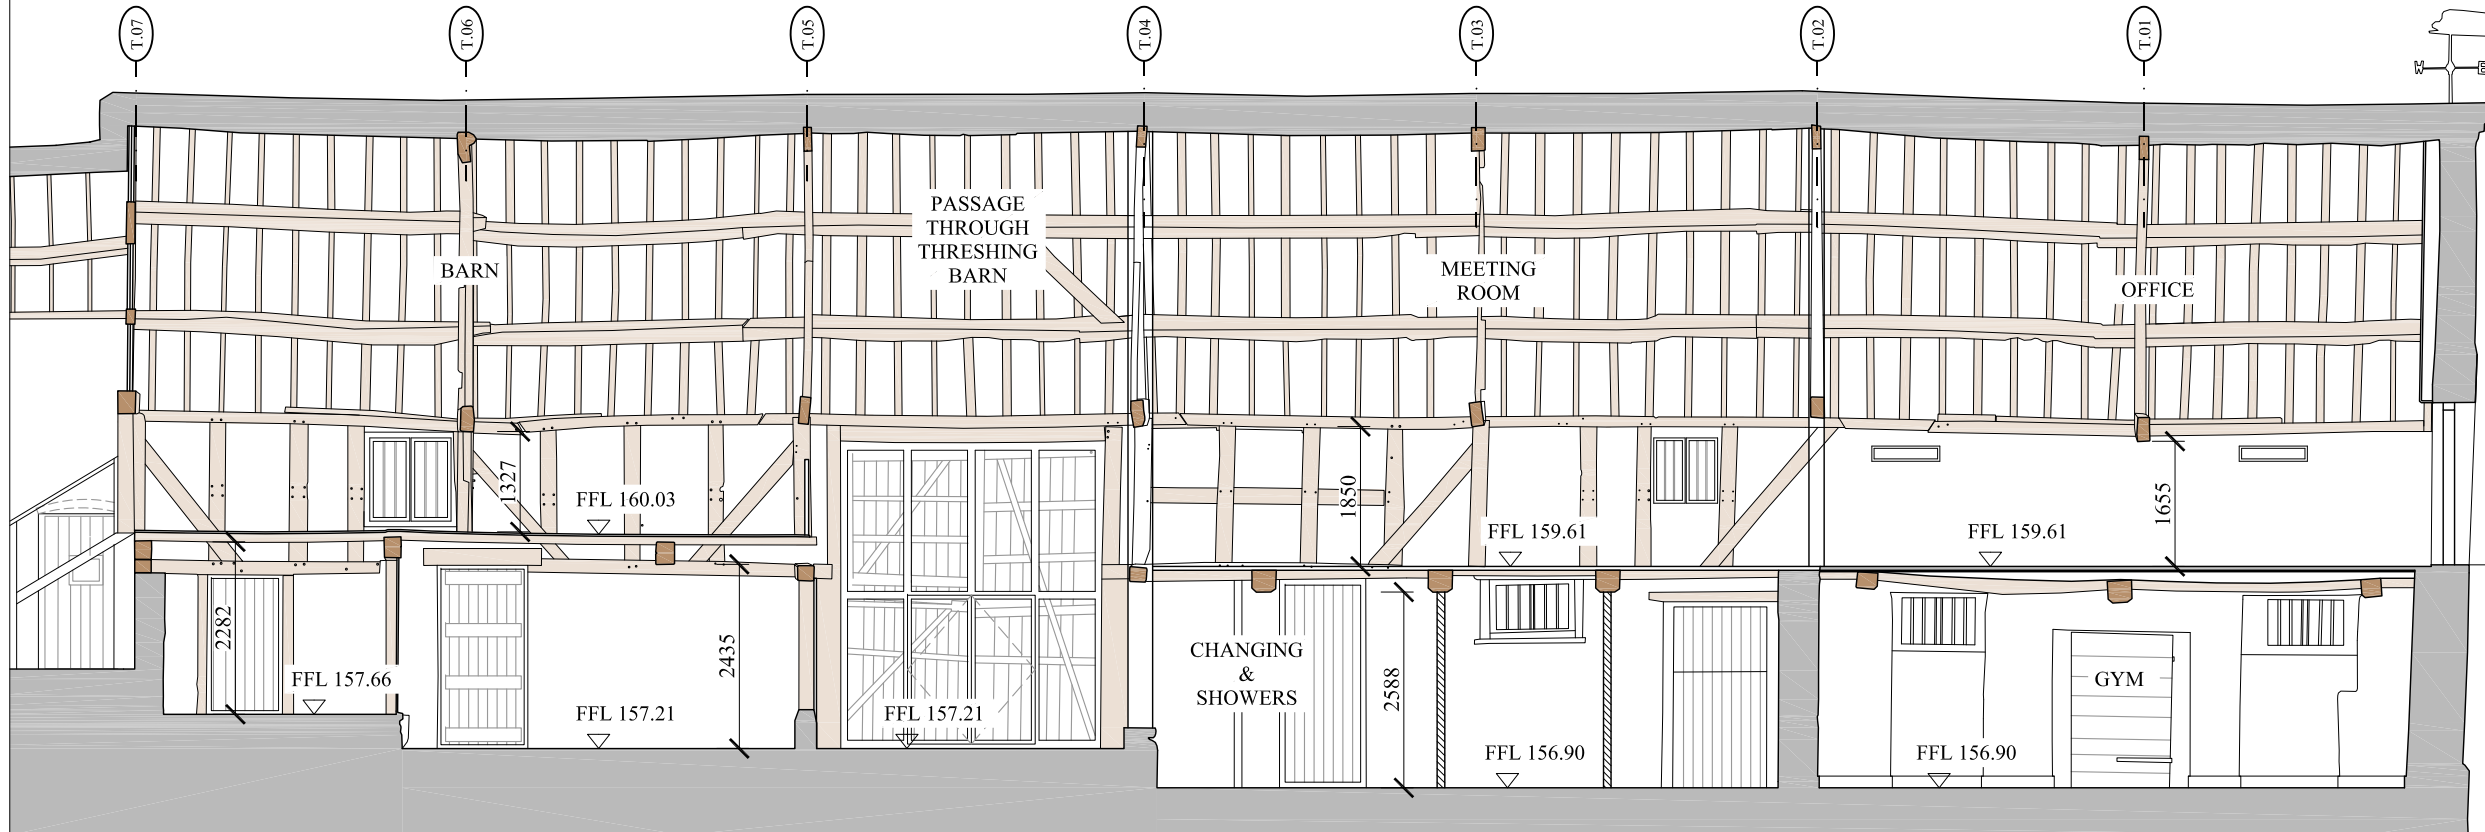 T.07
T.06
T.05
T.04
T.03
T.02
T.01
W
E
PASSAGE
THROUGH
THRESHING
BARN
BARN
MEETING
ROOM
OFFICE
1327
FFL 160.03
1850
FFL 159.61
FFL 159.61
1655
2282
FFL 157.66
2435
FFL 157.21
FFL 157.21
CHANGING
&
SHOWERS
2588
FFL 156.90
GYM
FFL 156.90